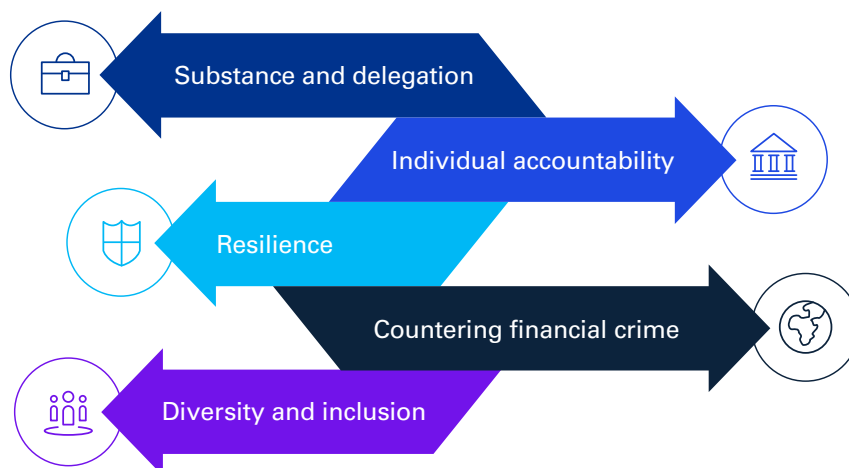 Substance and delegation
Individual accountability
Resilience
Countering financial crime
Diversity and inclusion